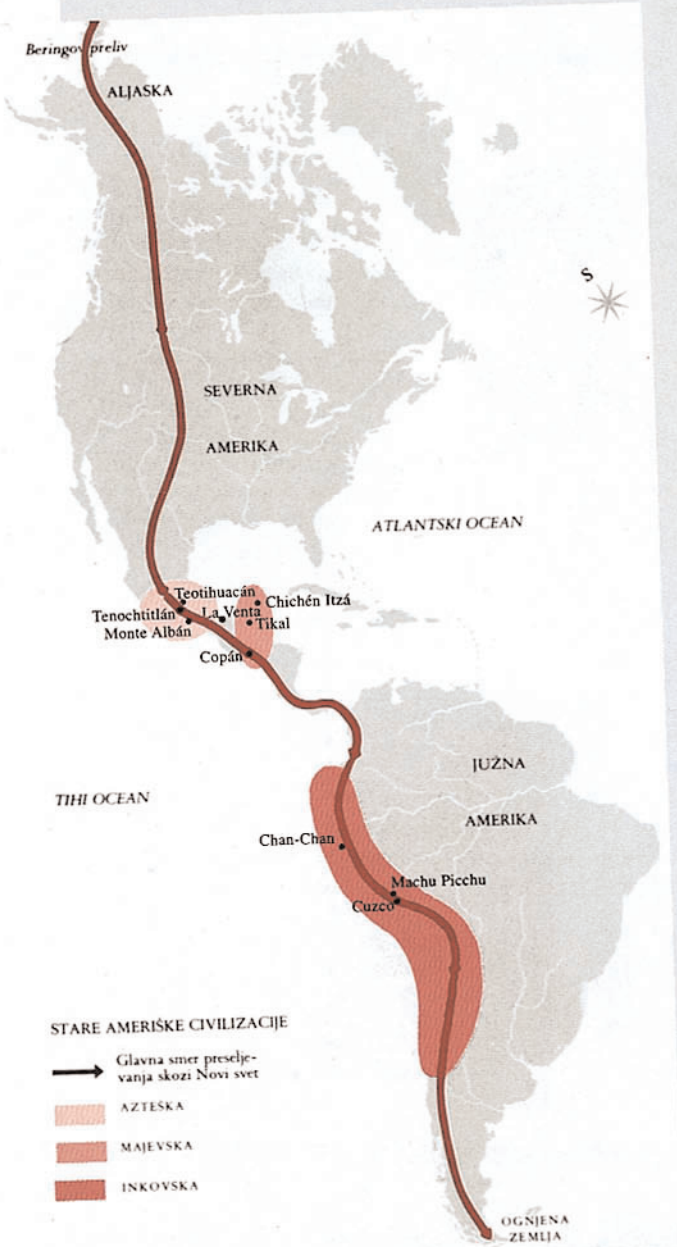 Beringov preliv
ALJASKA
S
SEVERNA
AMERIKA
ATLANTSKI OCEAN
Teotihuacán
Tenochtitlán
La Venta
Chichén Itzá
Tikal
Monte Albán
Copán
TIHI OCEAN
JUŽNA
AMERIKA
Chan-Chan
Machu Picchu
Cuzco
STARE AMERIŠKE CIVILIZACIJE
Glavna smer preselje-
vanja skozi Novi svet
AZTEŠKA
MAJEVSKA
INKOVSKA
OGNJENA
ZEMLJA